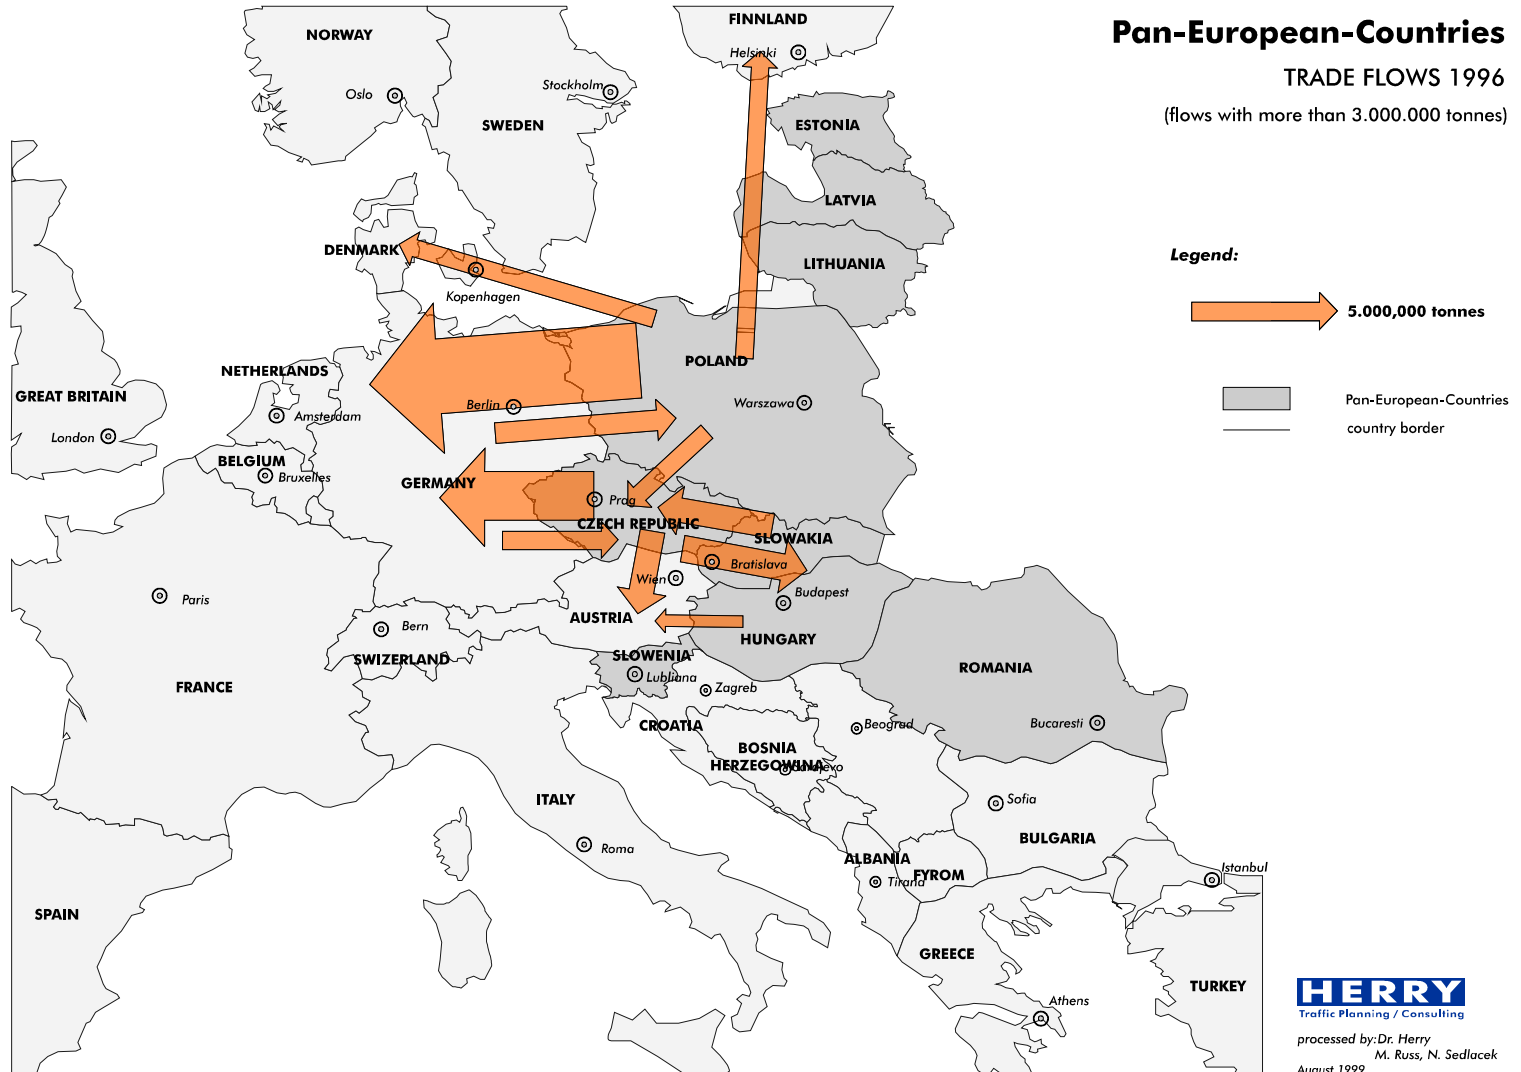 Pan-European-Countries
TRADE FLOWS 1996
(flows with more than 3.000.000 tonnes)
Legend:
5.000,000 tonnes
Pan-European-Countries
country border
FINNLAND
Helsinki
NORWAY
Oslo
Stockholm
SWEDEN
ESTONIA
LATVIA
LITHUANIA
DENMARK
Kopenhagen
NETHERLANDS
Amsterdam
GREAT BRITAIN
London
BELGIUM
Bruxelles
Berlin
GERMANY
POLAND
Warszawa
Prag
CZECH REPUBLIC
SLOWAKIA
Bratislava
Wien
AUSTRIA
Budapest
HUNGARY
Paris
FRANCE
Bern
SWIZERLAND
SLOWENIA
Lubliana
Zagreb
CROATIA
ROMANIA
Bucaresti
Beograd
BOSNIA
HERZEGOWINA
Sarajevo
ITALY
Roma
Sofia
BULGARIA
ALBANIA
Tirana
FYROM
Istanbul
SPAIN
GREECE
Athens
TURKEY
HERRY
Traffic Planning / Consulting
processed by:Dr. Herry
M. Russ, N. Sedlacek
August 1999